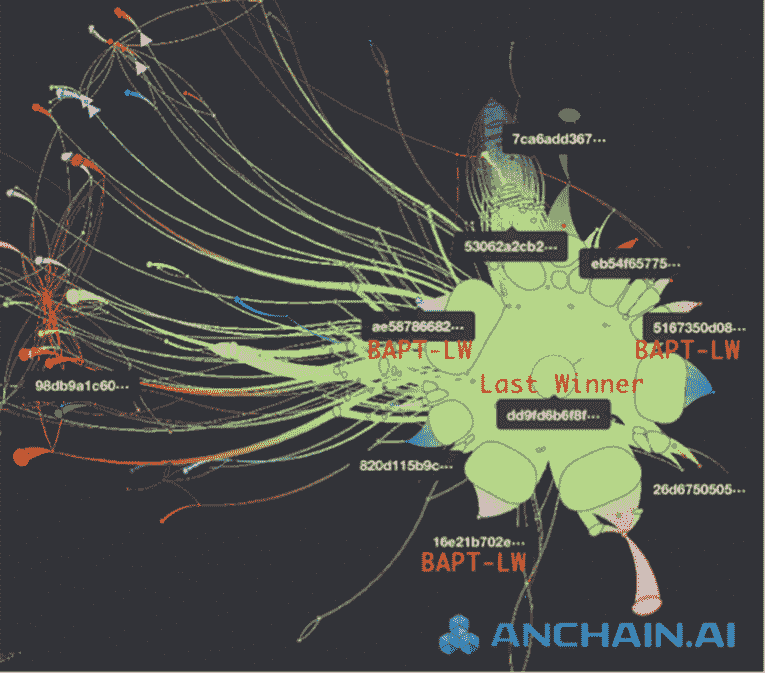 7ca6add367...
53062a2cb2...
eb54f65775...
ae58786682...
BAPT-LW
5167350d08...
BAPT-LW
Last Winner
98db9a1c60...
dd9fd6b6f8f...
820d115b9c...
26d6750505...
16e21b702e...
BAPT-LW
ANCHAIN.AI